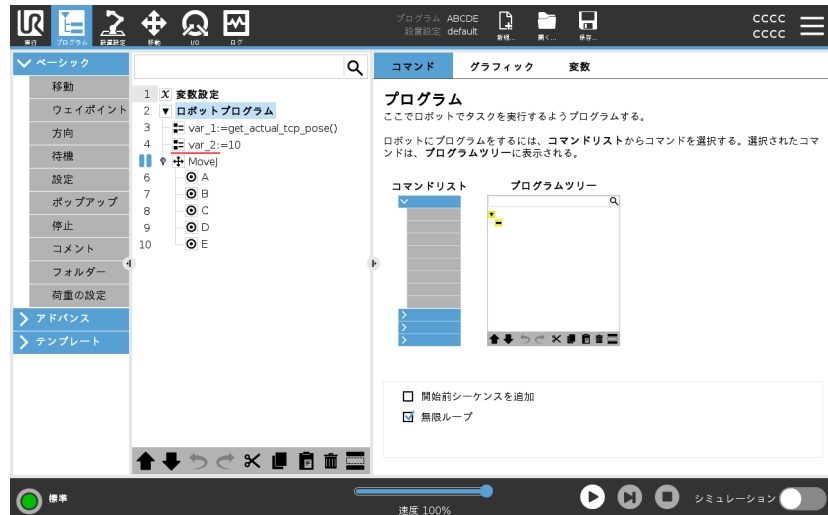 UR
実行
プログラム
設置設定
移動
I/O
ログ
プログラム ABCDE
設置設定 default
新規...
開く...
保存...
cccc
cccc
ベーシック
移動
ウェイポイント
方向
待機
設定
ポップアップ
停止
コメント
フォルダー
荷重の設定
アドバンス
テンプレート
1 X 変数設定
2 ロボットプログラム
3 var_1:=get_actual_tcp_pose()
4 var_2:=10
MoveJ
6 A
7 B
8 C
9 D
10 E
コマンド グラフィック 変数
プログラム
ここでロボットでタスクを実行するようプログラムする。
ロボットにプログラムをするには、コマンドリストからコマンドを選択する。選択されたコマ
ンドは、プログラムツリーに表示される。
コマンドリスト プログラムツリー
開始前シーケンスを追加
無限ループ
標準
速度 100%
シミュレーション